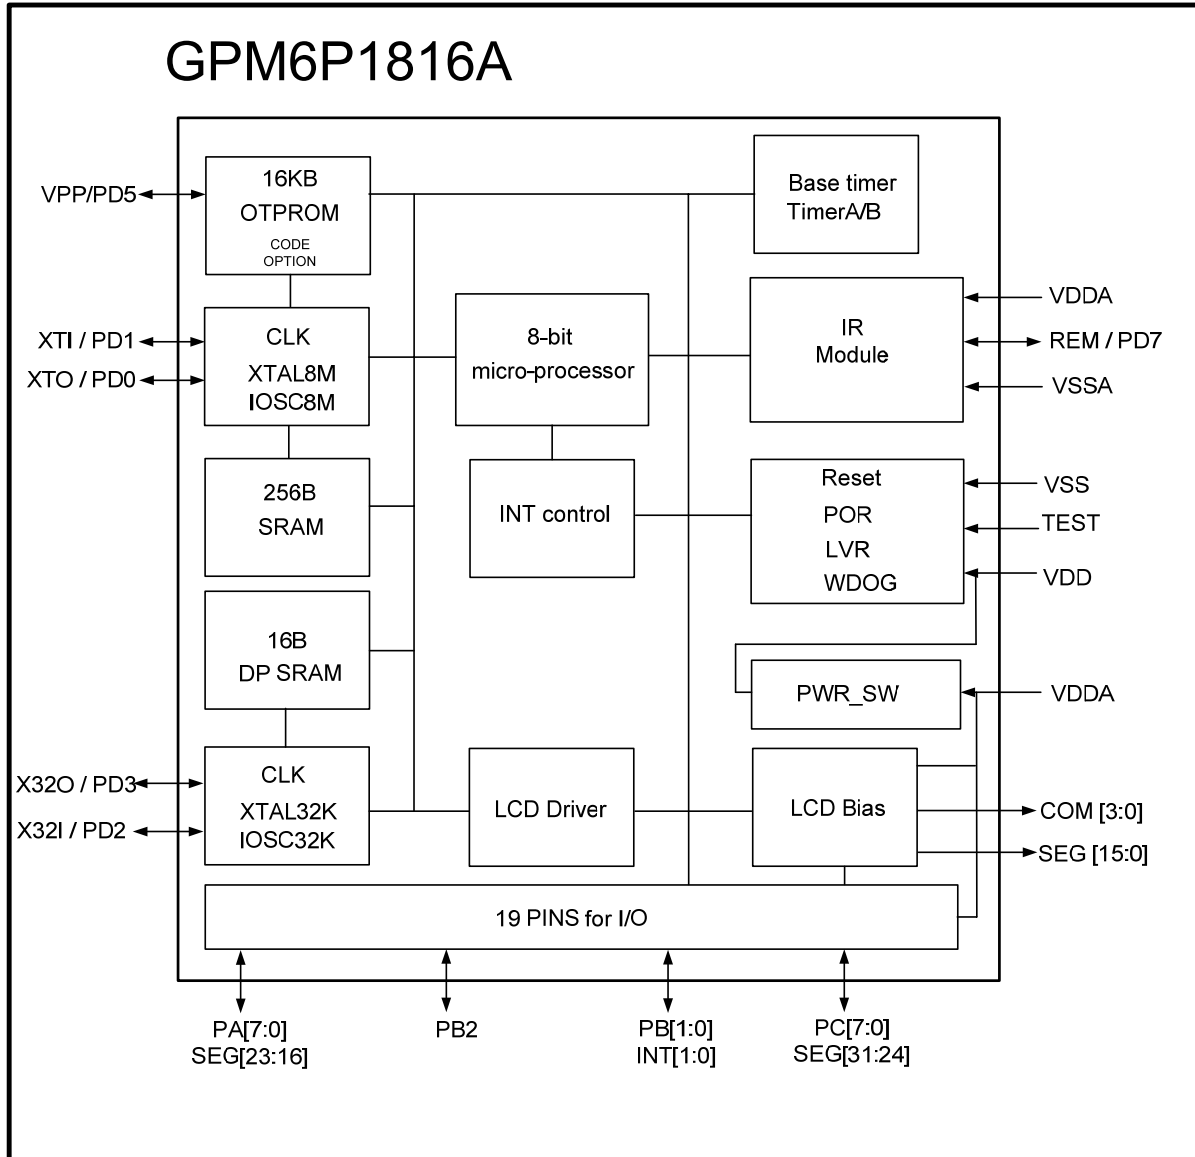 GPM6P1816A
VPP/PD5
16KB
OTPROM
CODE
OPTION
Base timer
TimerA/B
XTI / PD1
XTO / PD0
CLK
XTAL8M
IOSC8M
8-bit
micro-processor
IR
Module
VDDA
REM / PD7
VSSA
256B
SRAM
INT control
Reset
POR
LVR
WDOG
VSS
TEST
VDD
16B
DP SRAM
PWR_SW
VDDA
X32O / PD3
X32I / PD2
CLK
XTAL32K
IOSC32K
LCD Driver
LCD Bias
COM [3:0]
SEG [15:0]
19 PINS for I/O
PA[7:0]
SEG[23:16]
PB2
PB[1:0]
INT[1:0]
PC[7:0]
SEG[31:24]